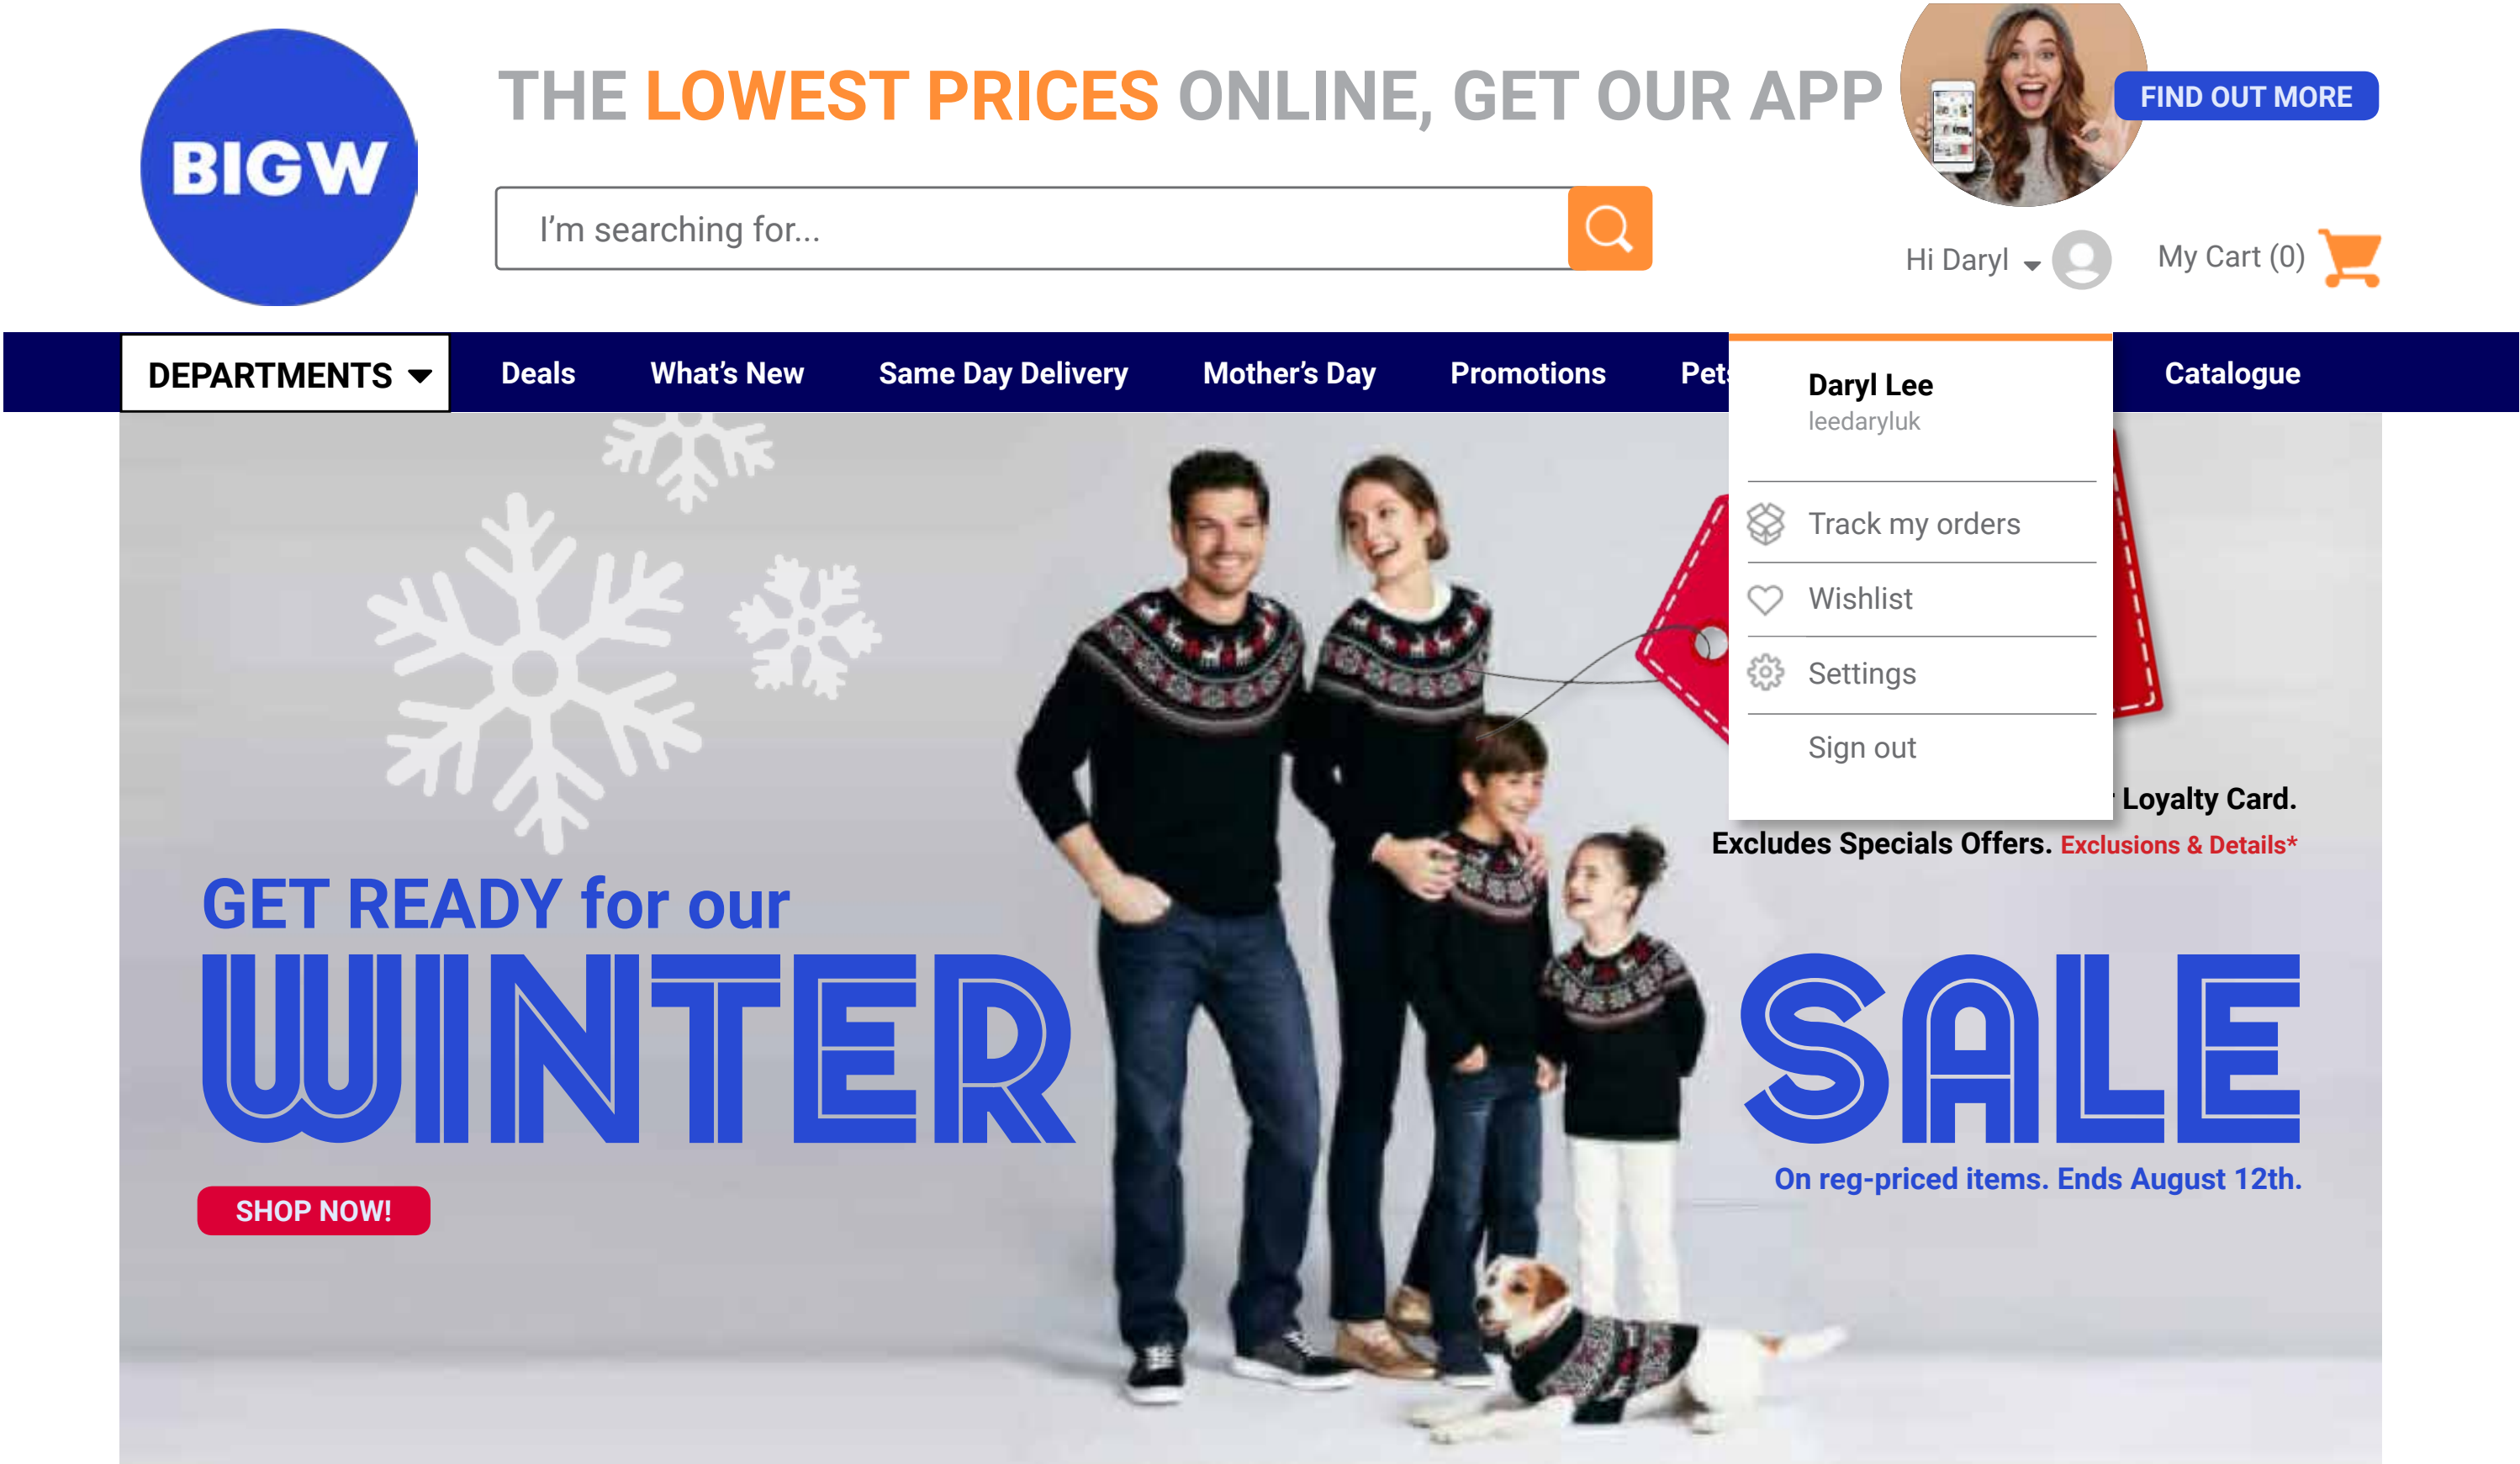 BIGW
THE LOWEST PRICES ONLINE, GET OUR APP
FIND OUT MORE
I'm searching for...
Hi Daryl
My Cart (0)
DEPARTMENTS
Deals
What's New
Same Day Delivery
Mother's Day
Promotions
Catalogue
Daryl Lee
leedaryluk
Track my orders
Wishlist
Settings
Sign out
Loyalty Card.
Excludes Specials Offers. Exclusions & Details*
GET READY for our
WINTER
SALE
On reg-priced items. Ends August 12th.
SHOP NOW!